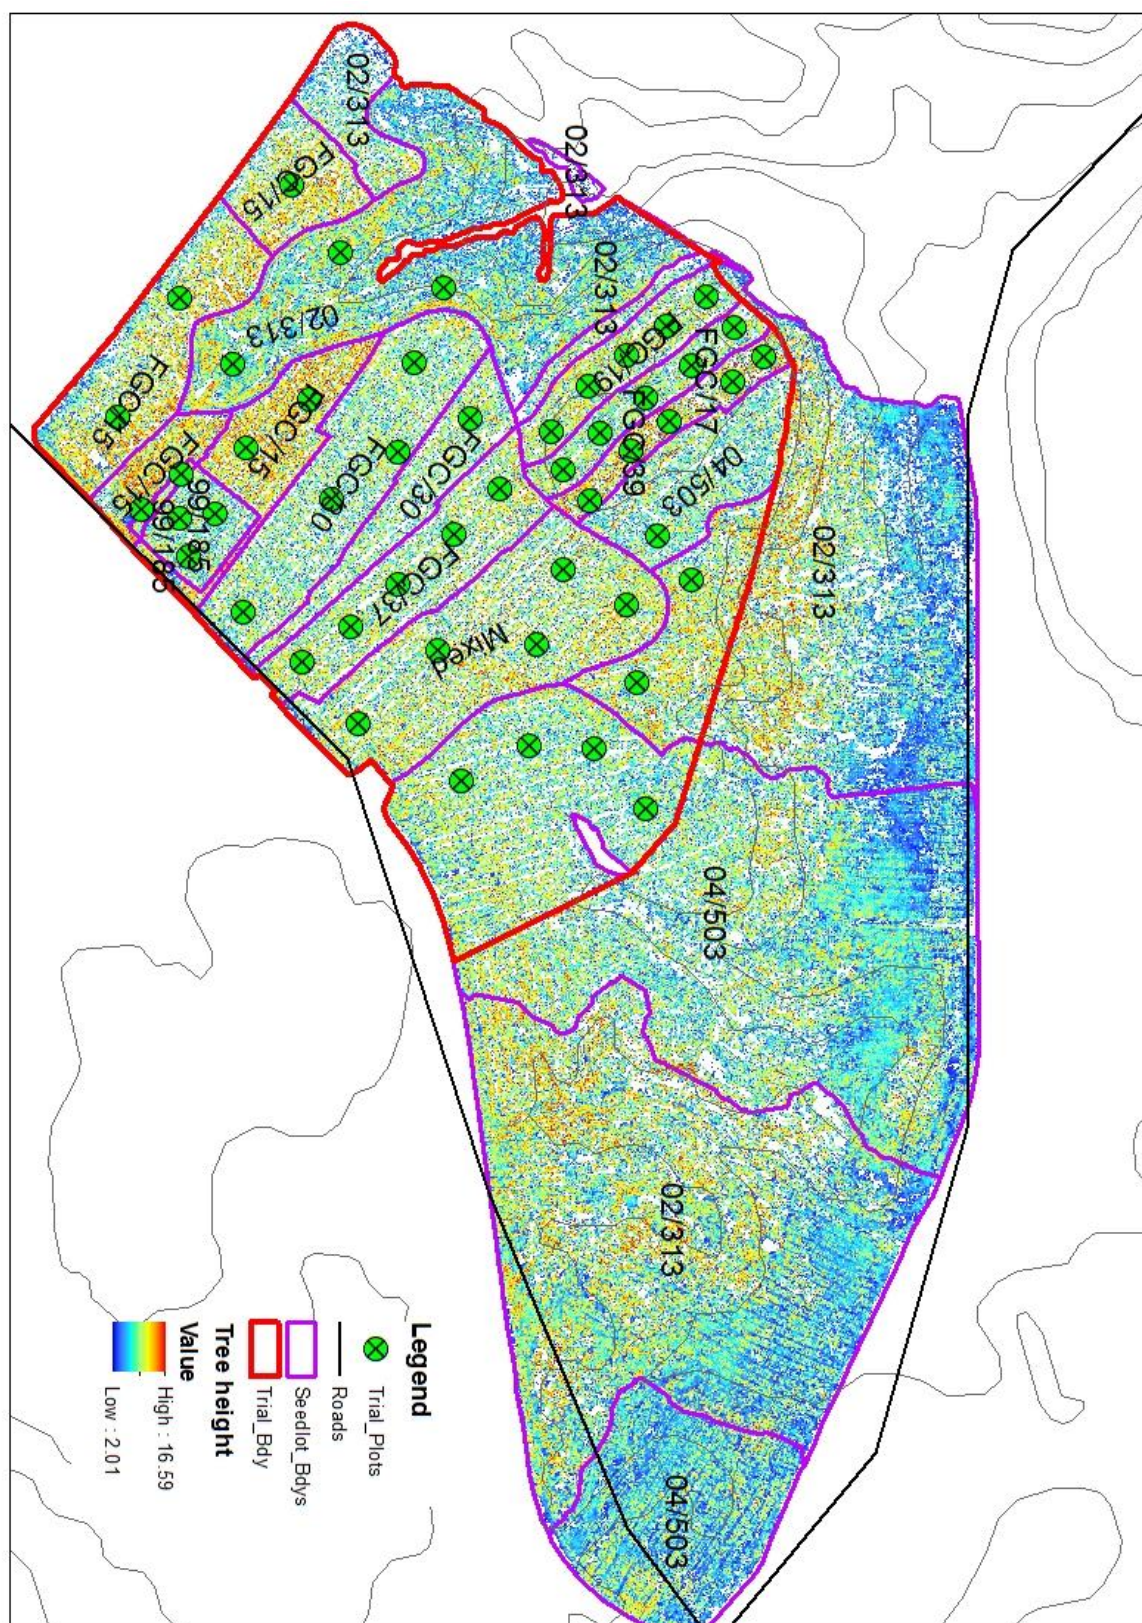 02/313
02/313
FGC/15
02/313
02/313
FGC/19
FGC/17
FGC/15
FGC/15
FGC/39
FGC/15
FGC/30
FGC/30
04/503
99/185
99/185
FGC/37
02/313
Mixed
04/503
02/313
04/503
Legend
Trial_Plots
Roads
Seedlot_Bdys
Trial_Bdy
Tree height
Value
High : 16.59
Low : 2.01